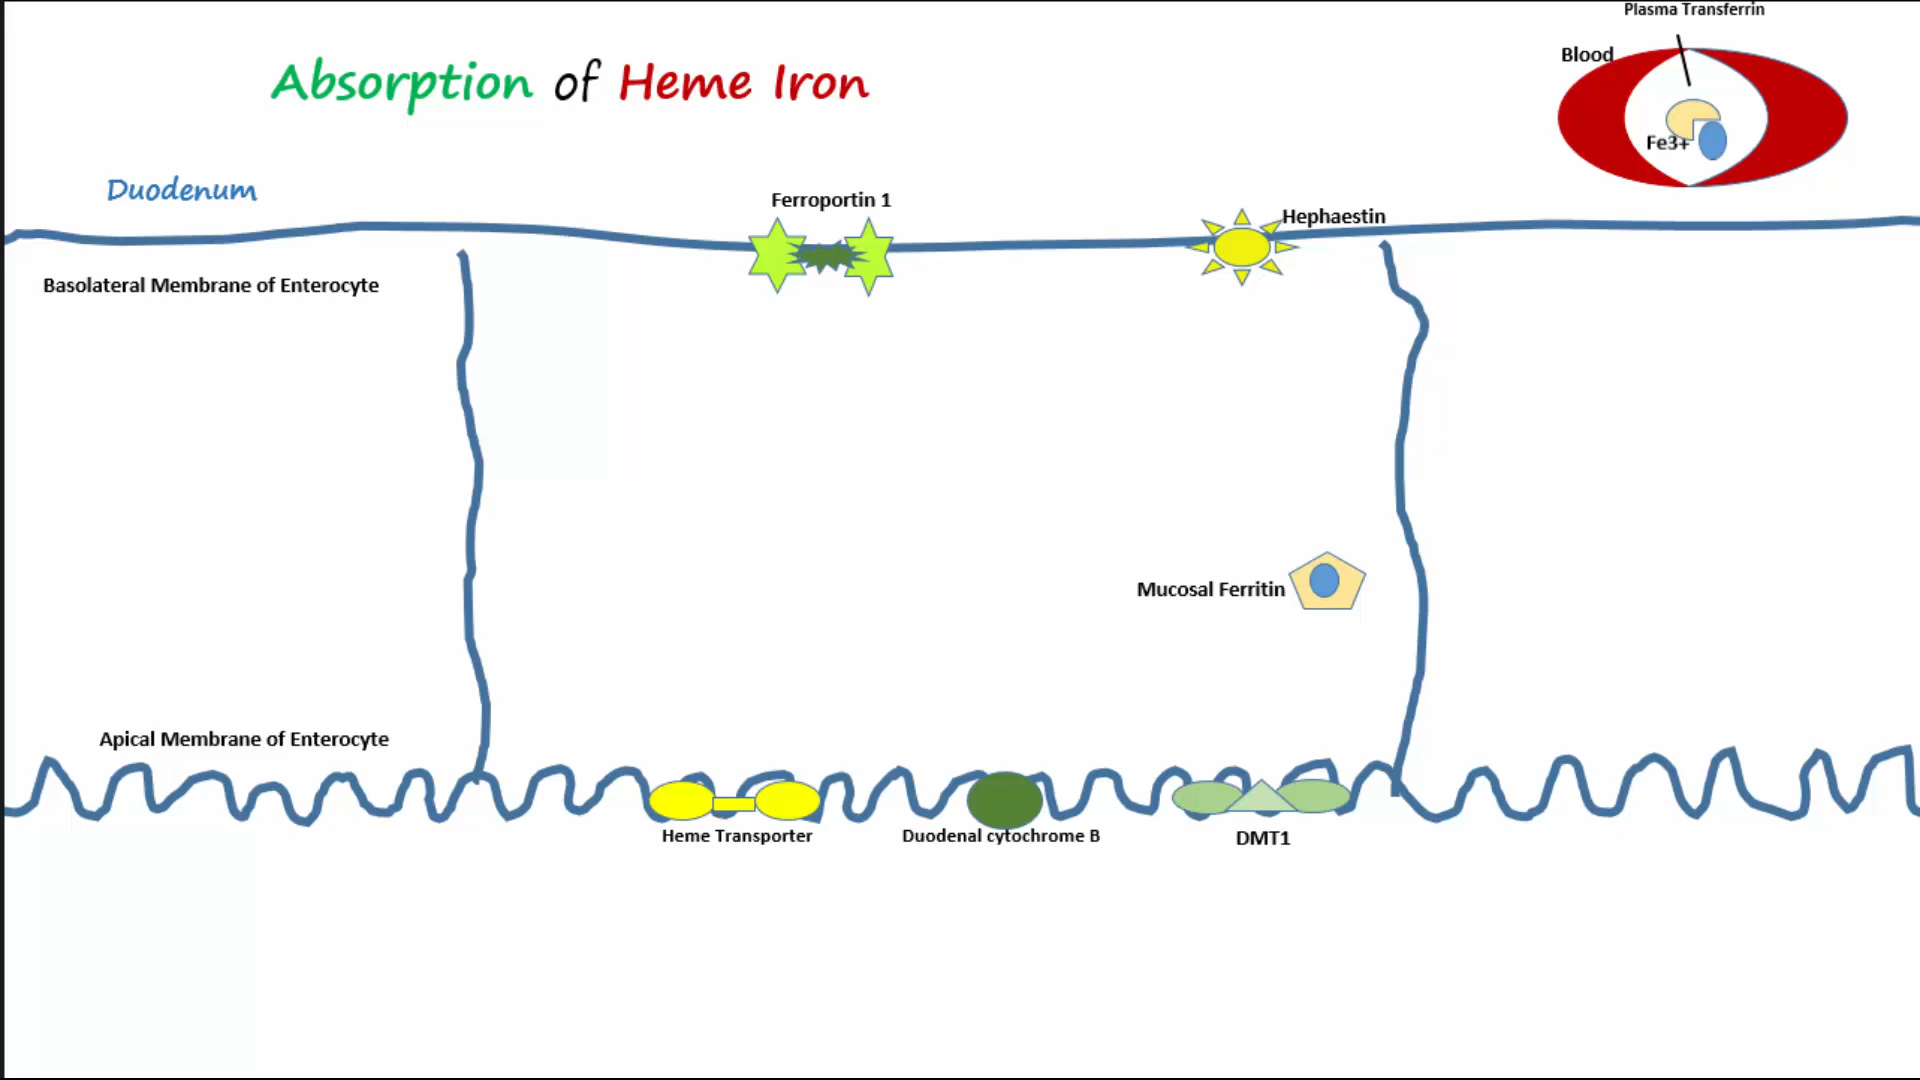 Plasma Transferrin
Blood
Absorption of Heme Iron
Fe3+
Duodenum
Ferroportin 1
Hephaestin
Basolateral Membrane of Enterocyte
Mucosal Ferritin
Apical Membrane of Enterocyte
Heme Transporter
Duodenal cytochrome B
DMT1